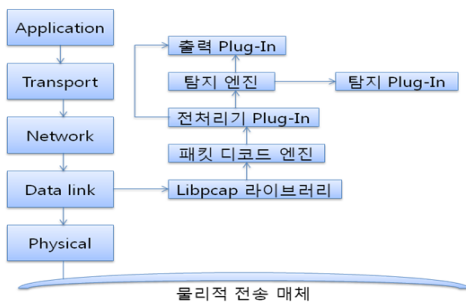 Application
Transport
Network
Data link
Physical
출력 Plug-In
탐지 엔진
탐지 Plug-In
전처리기 Plug-In
패킷 디코드 엔진
Libpcap 라이브러리
물리적 전송 매체